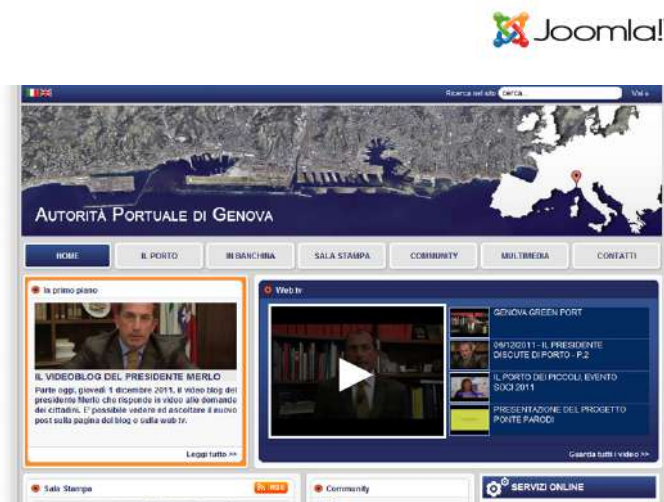 Joomla!
Ricerca nel sito cerca... Vai »
AUTORITÀ PORTUALE DI GENOVA
HOME IL PORTO IN BANCHINA SALA STAMPA COMMUNITY MULTIMEDIA CONTATTI
In primo piano
IL VIDEOBLOG DEL PRESIDENTE MERLO
Parte oggi, giovedì 1 dicembre 2011, il video blog del
presidente Merlo che risponde in video alle domande
dei cittadini. E' possibile vedere ed ascoltare il nuovo
post sulla pagina del blog e sulla web tv.
Leggi tutto >>
Web tv
GENOVA GREEN PORT
06/12/2011 - IL PRESIDENTE
DISCUTE DI PORTO - P.2
IL PORTO DEI PICCOLI, EVENTO
SOCI 2011
PRESENTAZIONE DEL PROGETTO
PONTE PARODI
Guarda tutti i video >>
Sala Stampa RSS
Community
SERVIZI ONLINE